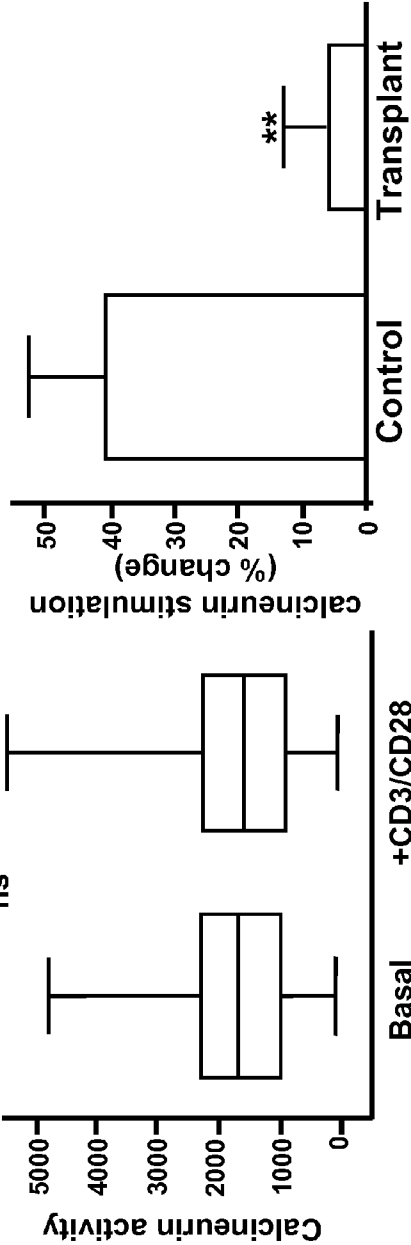 ns
Calcineurin activity
5000
4000
3000
2000
1000
0
Basal
+CD3/CD28
calcineurin stimulation
(% change)
50
40
30
20
10
0
**
Control
Transplant